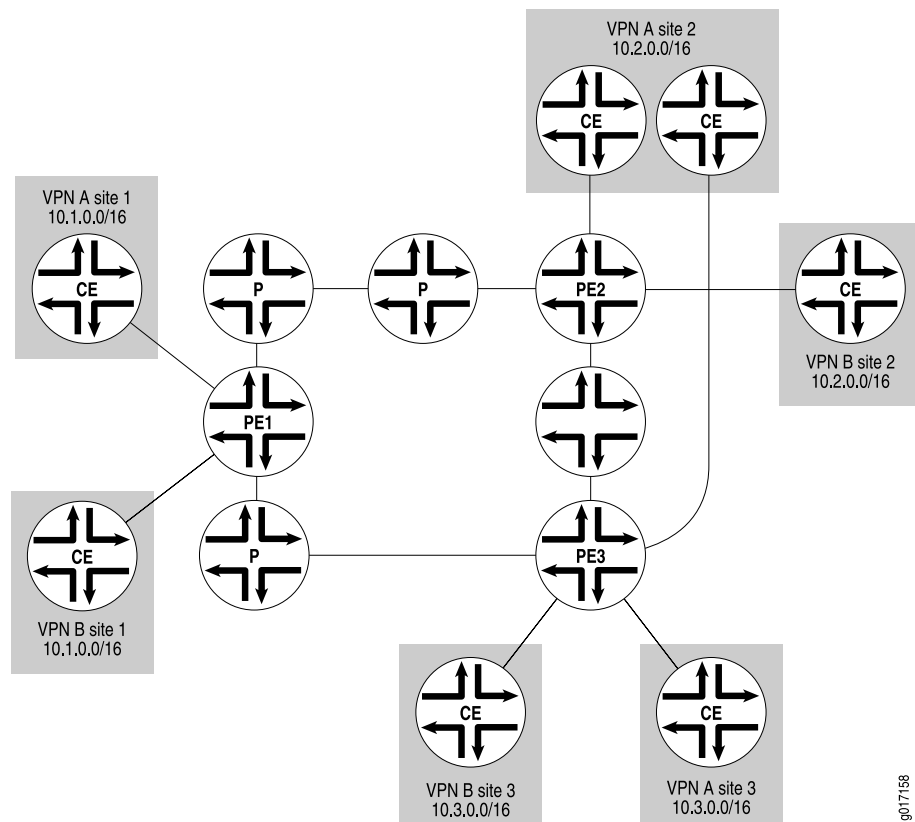 VPN A site 2
10.2.0.0/16
CE
CE
VPN A site 1
10.1.0.0/16
CE
P
P
PE2
CE
VPN B site 2
10.2.0.0/16
PE1
CE
VPN B site 1
10.1.0.0/16
P
PE3
CE
VPN B site 3
10.3.0.0/16
CE
VPN A site 3
10.3.0.0/16
g017158